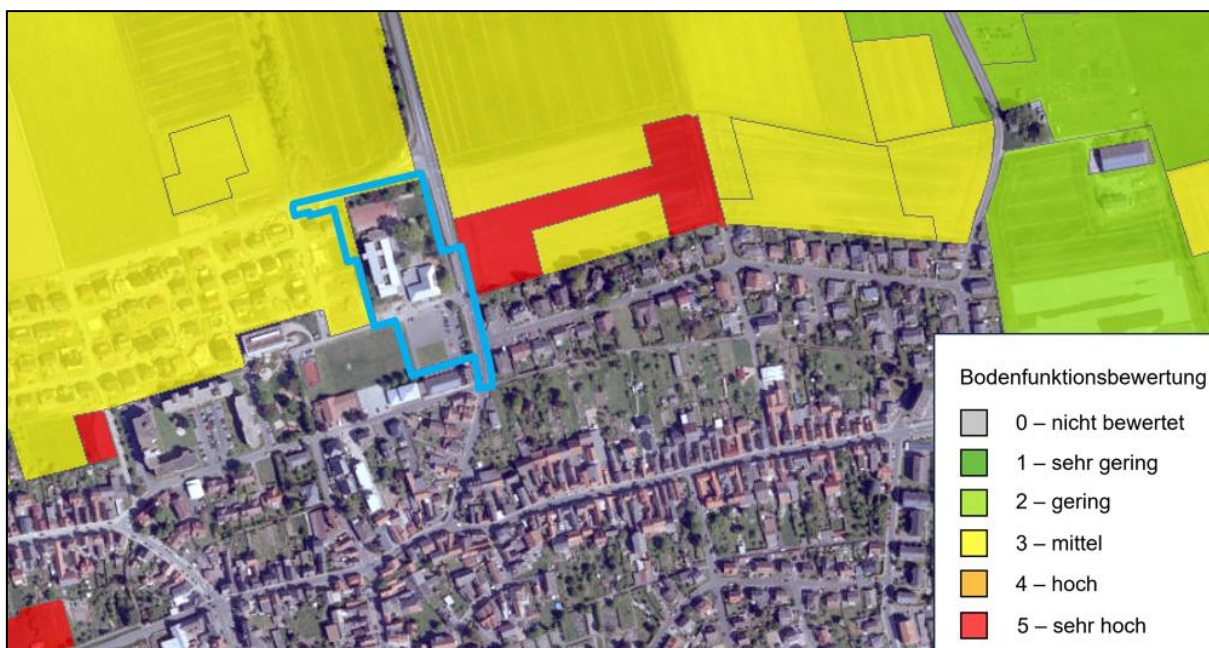 Bodenfunktionsbewertung
0 – nicht bewertet
1 – sehr gering
2 – gering
3 – mittel
4 – hoch
5 – sehr hoch